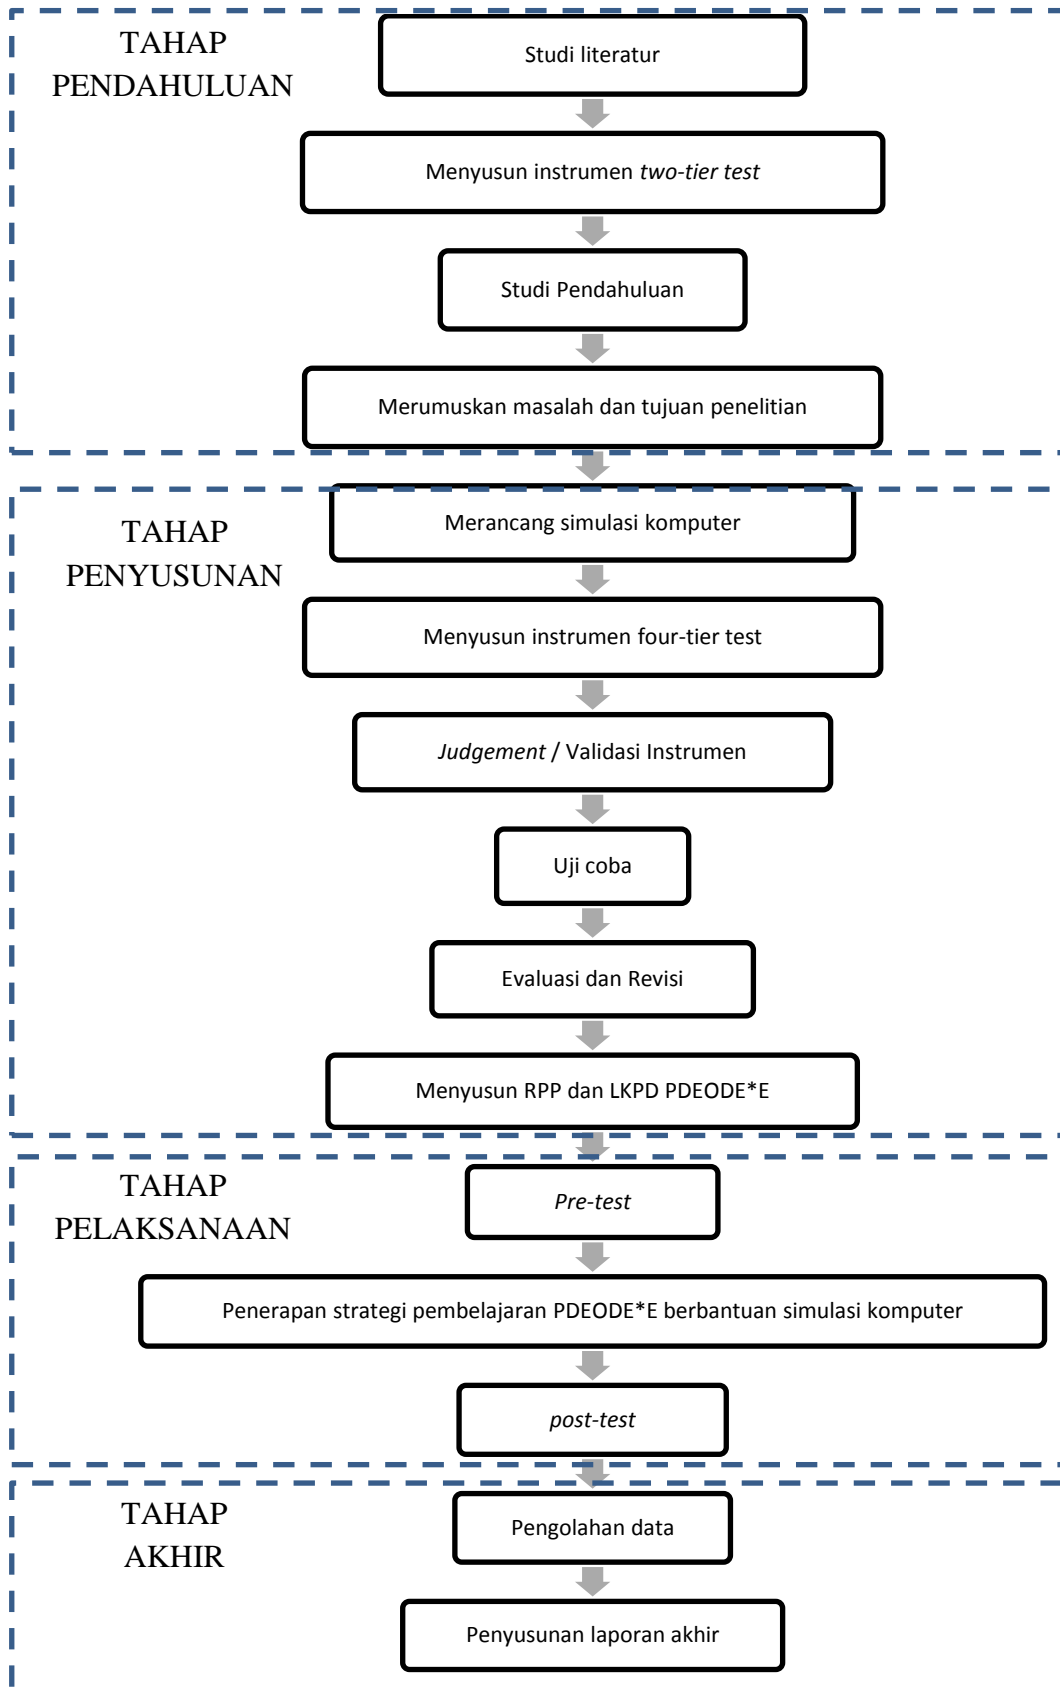 TAHAP
PENDAHULUAN
Studi literatur
Menyusun instrumen two-tier test
Studi Pendahuluan
Merumuskan masalah dan tujuan penelitian
TAHAP
PENYUSUNAN
Merancang simulasi komputer
Menyusun instrumen four-tier test
Judgement / Validasi Instrumen
Uji coba
Evaluasi dan Revisi
Menyusun RPP dan LKPD PDEODE*E
TAHAP
PELAKSANAAN
Pre-test
Penerapan strategi pembelajaran PDEODE*E berbantuan simulasi komputer
post-test
TAHAP
AKHIR
Pengolahan data
Penyusunan laporan akhir